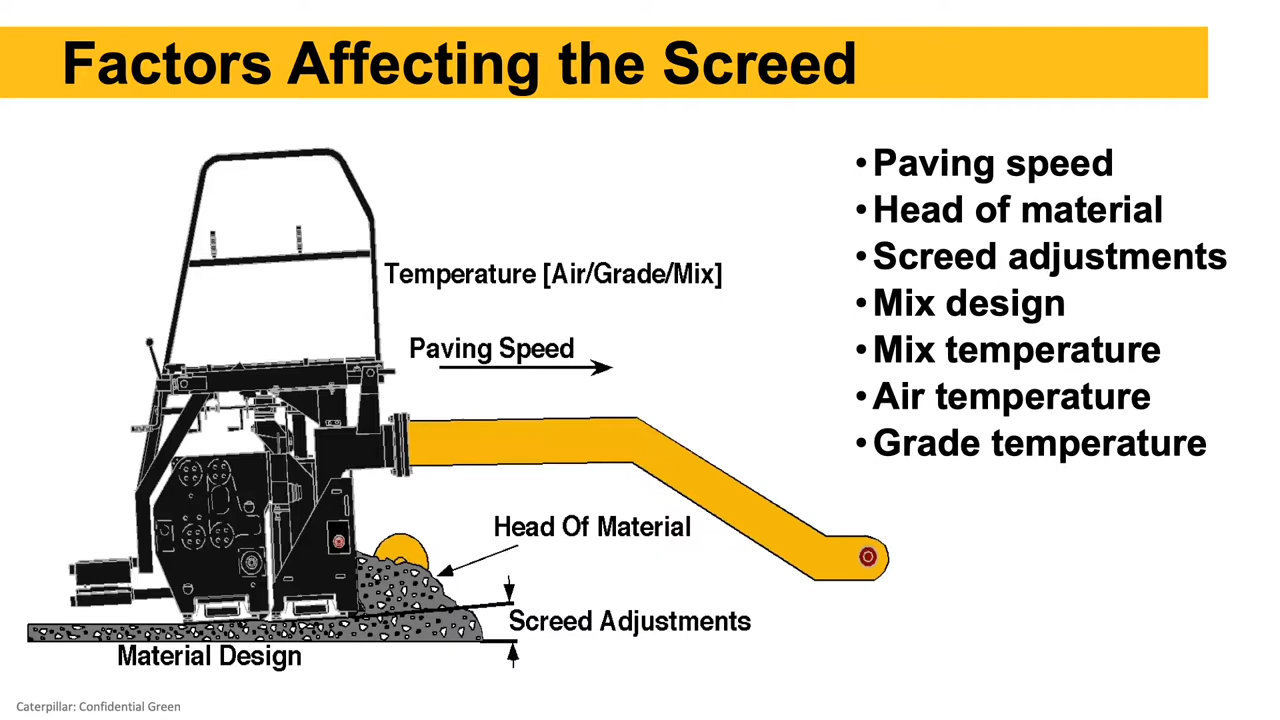 Factors Affecting the Screed
Temperature [Air/Grade/Mix]
Paving Speed
Head Of Material
Screed Adjustments
Material Design
•Paving speed
•Head of material
•Screed adjustments
•Mix design
•Mix temperature
•Air temperature
•Grade temperature
Caterpillar: Confidential Green